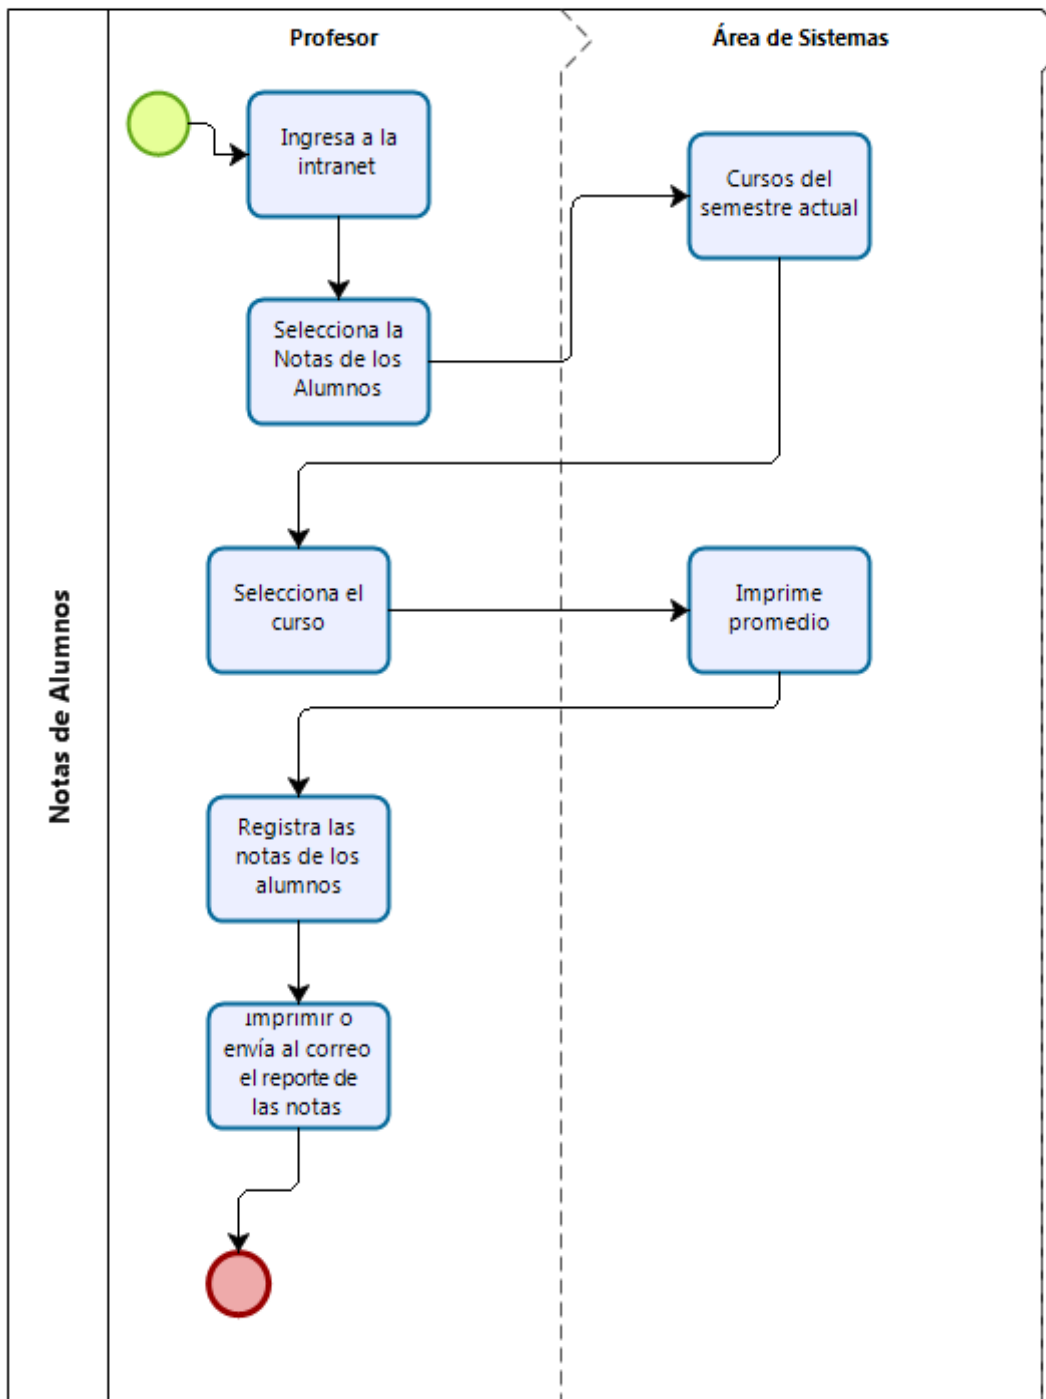 Notas de Alumnos
Profesor
Área de Sistemas
Ingresa a la
intranet
Cursos del
semestre actual
Selecciona la
Notas de los
Alumnos
Selecciona el
curso
Imprime
promedio
Registra las
notas de los
alumnos
Imprimir o
envía al correo
el reporte de
las notas